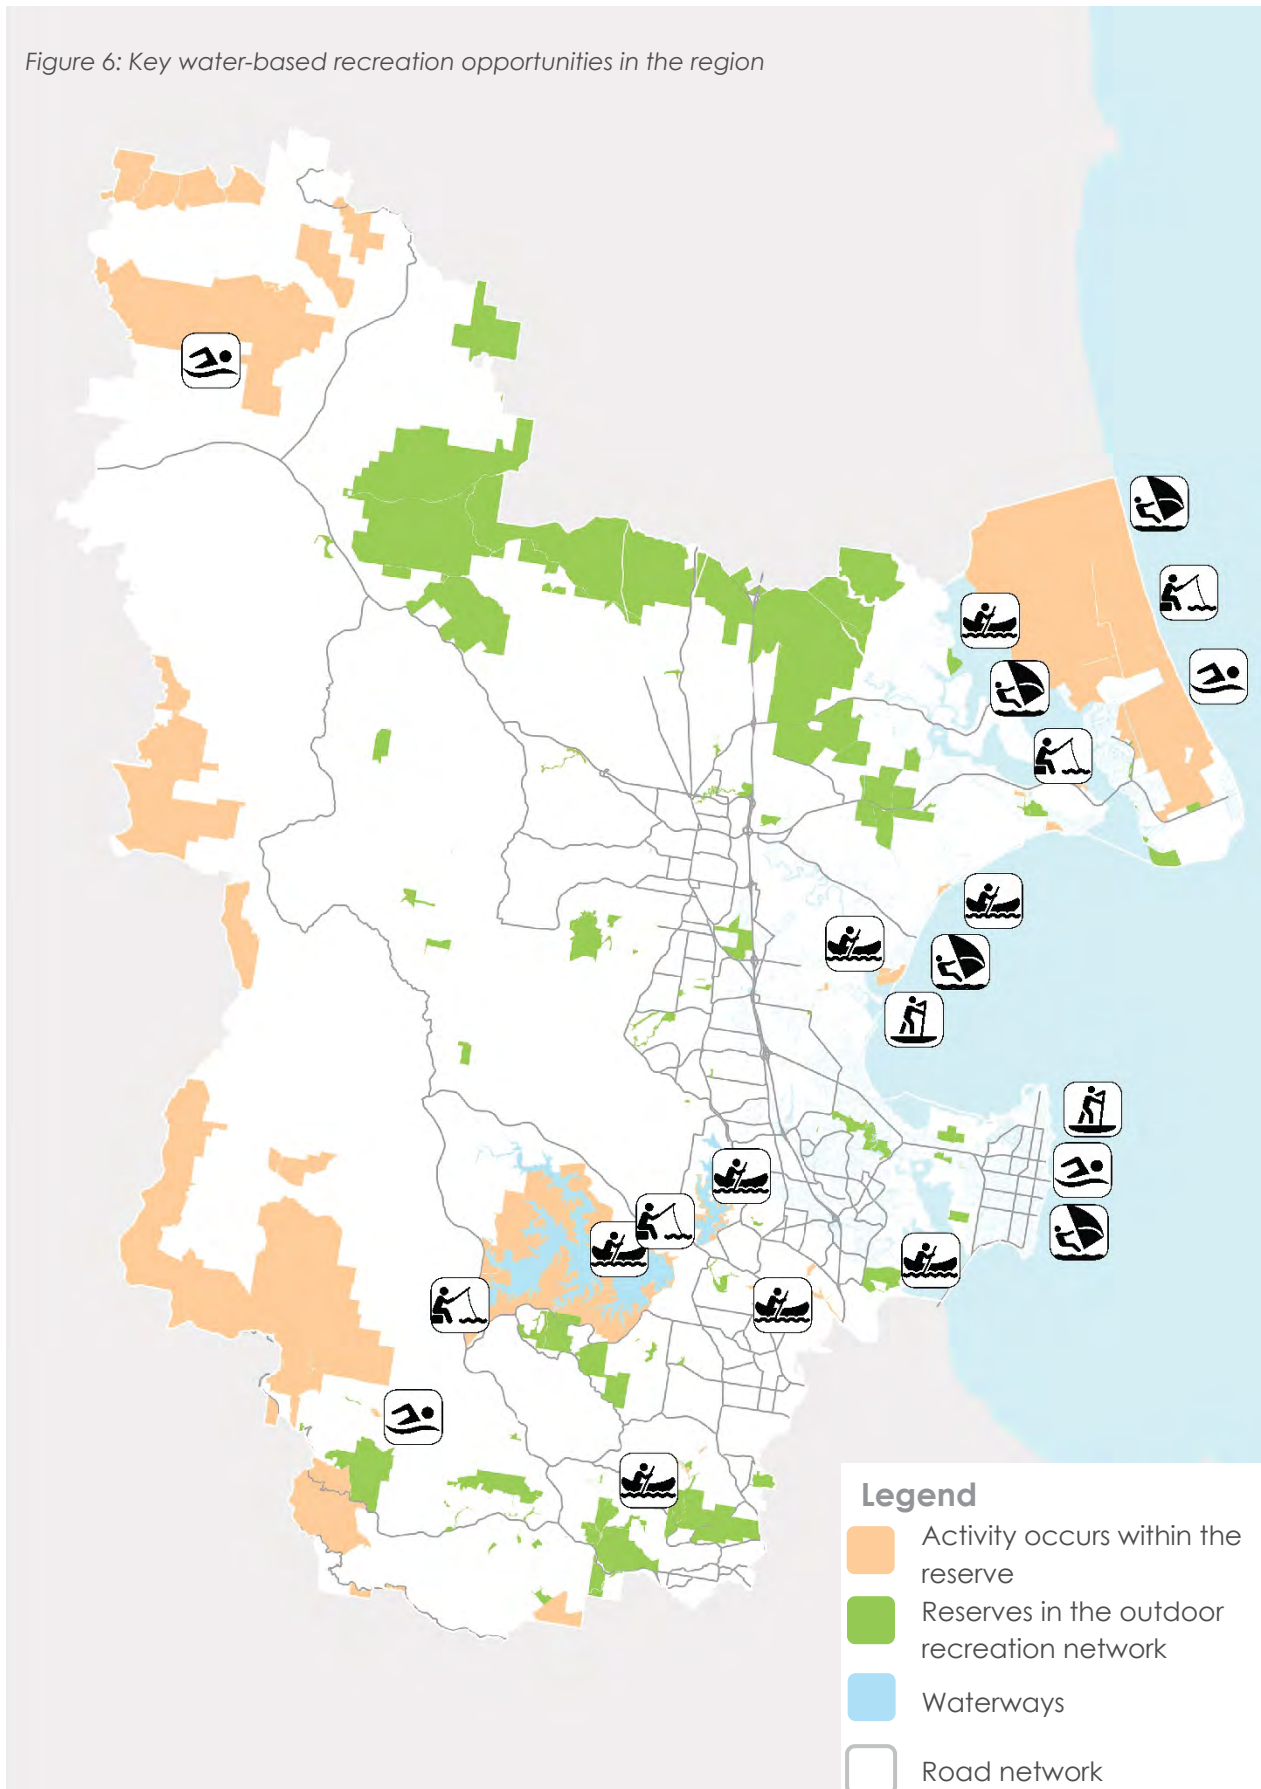 Figure 6: Key water-based recreation opportunities in the region
Legend
Activity occurs within the
reserve
Reserves in the outdoor
recreation network
Waterways
Road network